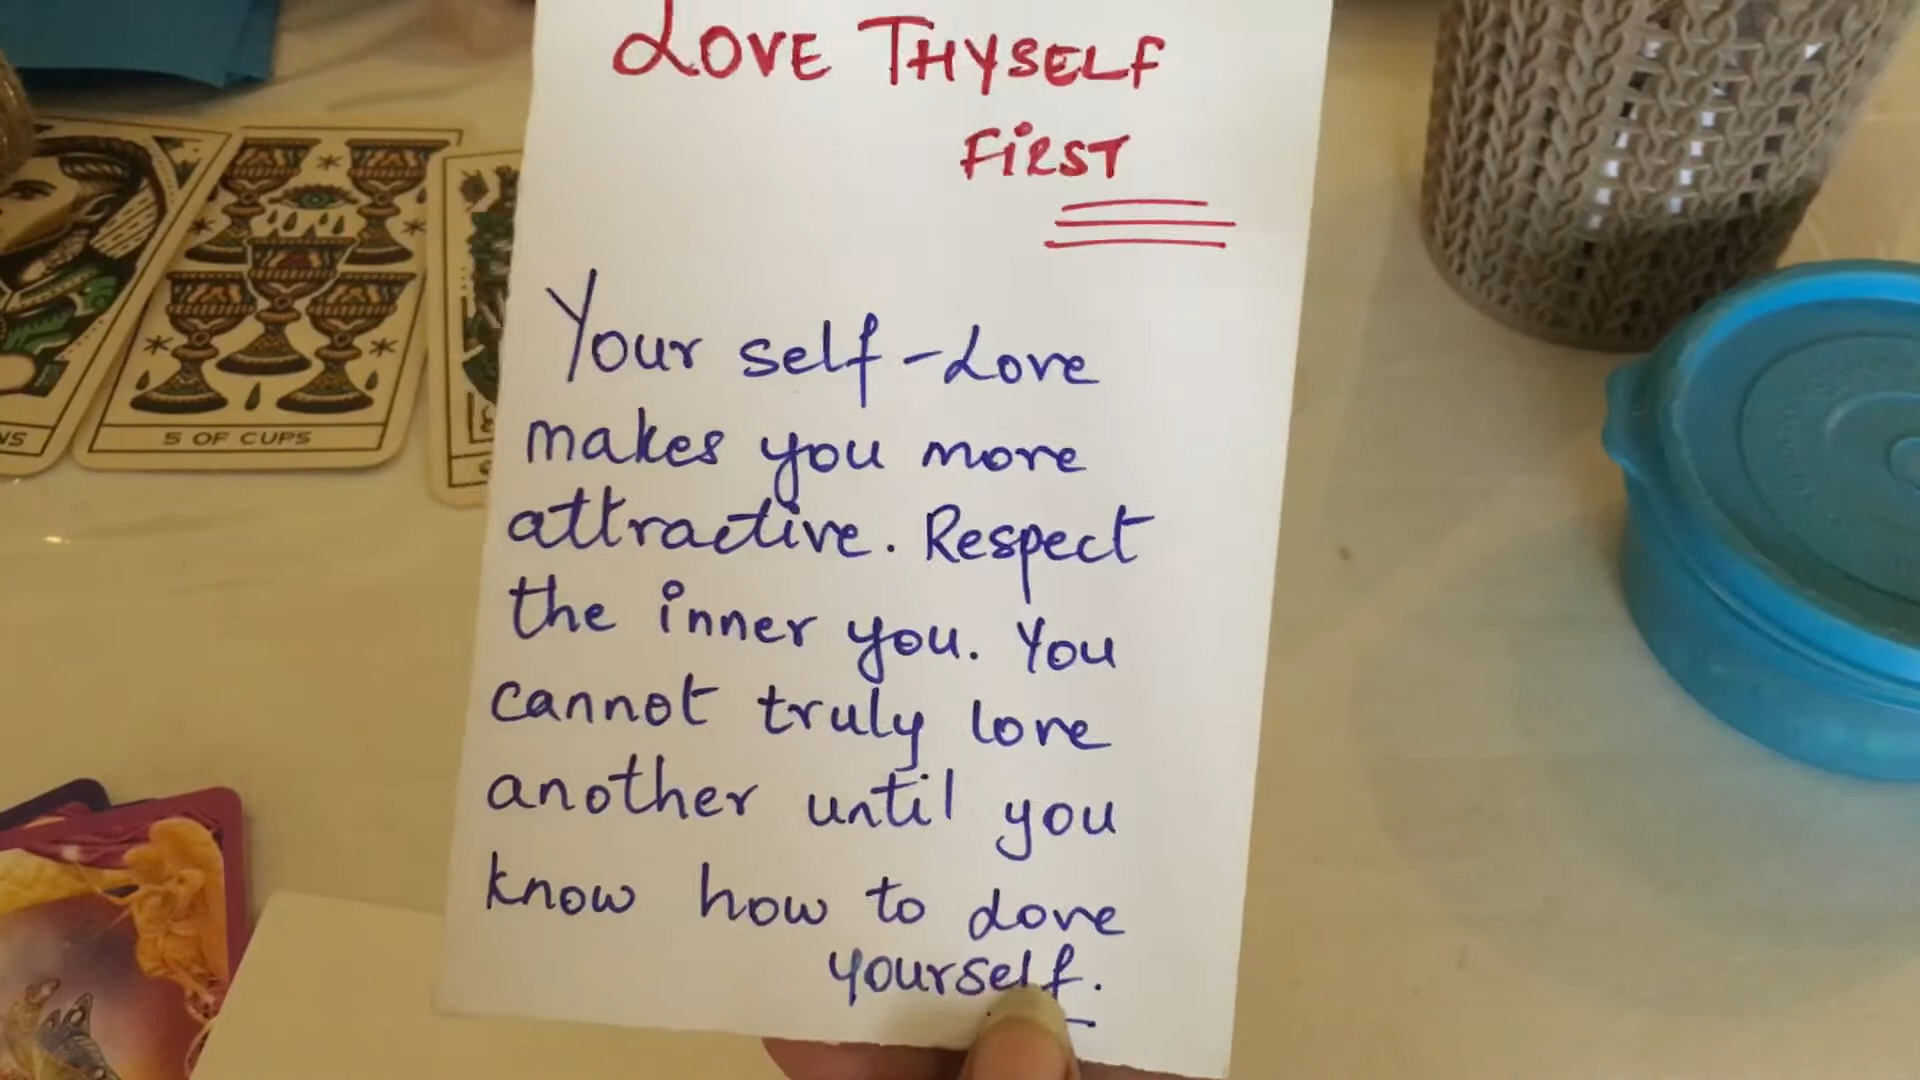 LOVE THYSELF
FIRST
Your self-Love
makes you more
attractive. Respect
the inner you. You
cannot truly love
another until you
know how to Love
yourself.
NS
5 OF CUPS